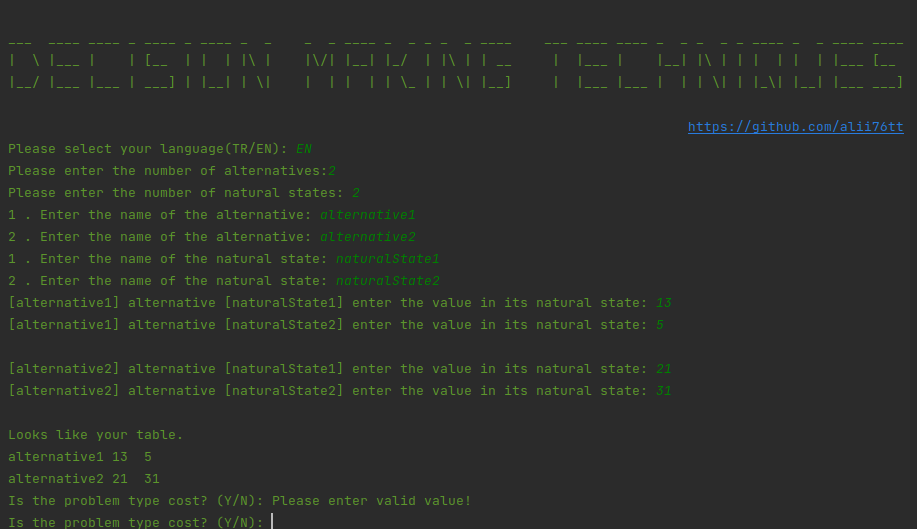 DECISION MAKING TECHNIQUES
https://github.com/alii76tt
Please select your language(TR/EN): EN
Please enter the number of alternatives:2
Please enter the number of natural states: 2
1 . Enter the name of the alternative: alternative1
2 . Enter the name of the alternative: alternative2
1 . Enter the name of the natural state: naturalState1
2 . Enter the name of the natural state: naturalState2
[alternative1] alternative [naturalState1] enter the value in its natural state: 13
[alternative1] alternative [naturalState2] enter the value in its natural state: 5
[alternative2] alternative [naturalState1] enter the value in its natural state: 21
[alternative2] alternative [naturalState2] enter the value in its natural state: 31
Looks like your table.
alternative1 13  5
alternative2 21  31
Is the problem type cost? (Y/N): Please enter valid value!
Is the problem type cost? (Y/N):